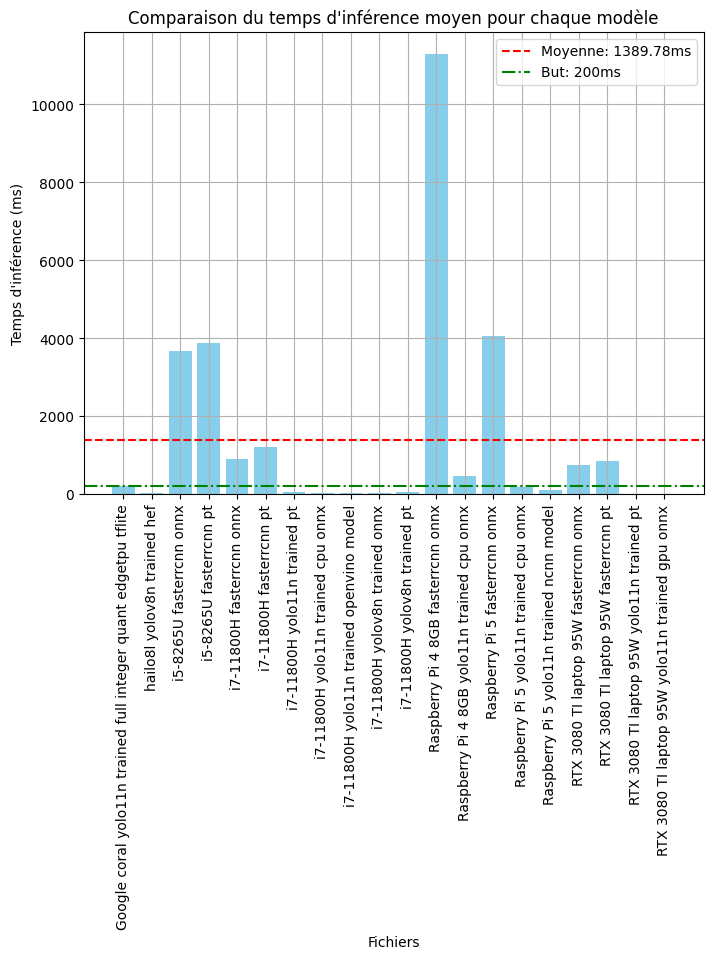 Comparaison du temps d'inférence moyen pour chaque modèle
Moyenne: 1389.78ms
But: 200ms
Temps d'inférence (ms)
10000
8000
6000
4000
2000
0
Google coral yolo11n trained full integer quant edgetpu tflite
hailo8l yolov8n trained hef
i5-8265U fasterrcnn onnx
i5-8265U fasterrcnn pt
i7-11800H fasterrcnn onnx
i7-11800H fasterrcnn pt
i7-11800H yolo11n trained pt
i7-11800H yolo11n trained cpu onnx
i7-11800H yolo11n trained openvino model
i7-11800H yolov8n trained onnx
i7-11800H yolov8n trained pt
Raspberry Pi 4 8GB fasterrcnn onnx
Raspberry Pi 4 8GB yolo11n trained cpu onnx
Raspberry Pi 5 fasterrcnn onnx
Raspberry Pi 5 yolo11n trained cpu onnx
Raspberry Pi 5 yolo11n trained ncnn model
RTX 3080 TI laptop 95W fasterrcnn onnx
RTX 3080 TI laptop 95W fasterrcnn pt
RTX 3080 TI laptop 95W yolo11n trained pt
RTX 3080 TI laptop 95W yolo11n trained gpu onnx
Fichiers